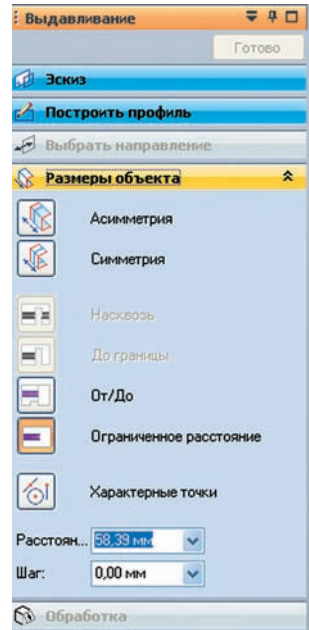 Выдавливание
Готово
Эскиз
Построить профиль
Выбрать направление
Размеры объекта
Асимметрия
Симметрия
Насквозь
До границы
От/До
Ограниченное расстояние
Характерные точки
Расстоян... 58,39 мм
Шаг: 0,00 мм
Обработка